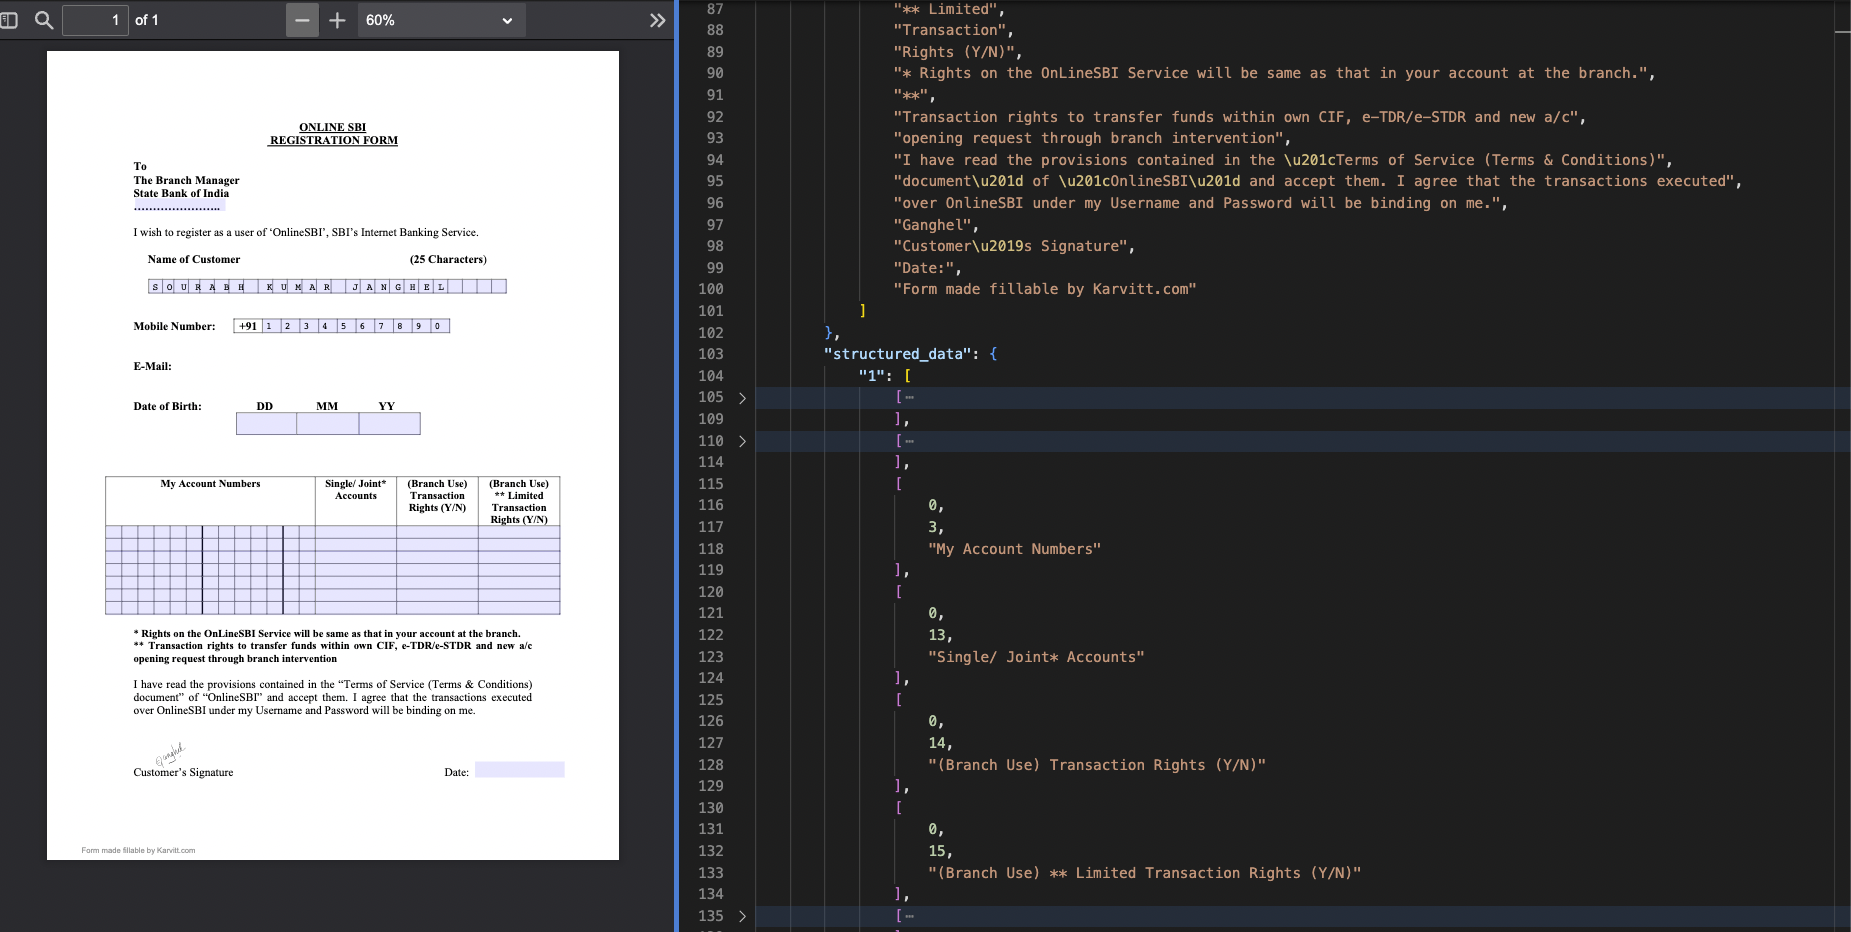 1 of 1
60%
ONLINE SBI
REGISTRATION FORM
To
The Branch Manager
State Bank of India
......................
I wish to register as a user of ‘OnlineSBI’, SBI’s Internet Banking Service.
Name of Customer (25 Characters)
SOURABH KUMAR JANGHEL
Mobile Number: +91 1 2 3 4 5 6 7 8 9 0
E-Mail:
Date of Birth: DD MM YY
My Account Numbers
Single/ Joint*
Accounts
(Branch Use)
Transaction
Rights (Y/N)
(Branch Use)
** Limited
Transaction
Rights (Y/N)
* Rights on the OnLineSBI Service will be same as that in your account at the branch.
** Transaction rights to transfer funds within own CIF, e-TDR/e-STDR and new a/c
opening request through branch intervention
I have read the provisions contained in the “Terms of Service (Terms & Conditions)
document” of “OnlineSBI” and accept them. I agree that the transactions executed
over OnlineSBI under my Username and Password will be binding on me.
Customer’s Signature Date:
Form made fillable by Karvitt.com
87 "** Limited",
88 "Transaction",
89 "Rights (Y/N)",
90 "* Rights on the OnLineSBI Service will be same as that in your account at the branch.",
91 "**",
92 "Transaction rights to transfer funds within own CIF, e-TDR/e-STDR and new a/c",
93 "opening request through branch intervention",
94 "I have read the provisions contained in the \u201cTerms of Service (Terms & Conditions)",
95 "document\u201d of \u201cOnlineSBI\u201d and accept them. I agree that the transactions executed",
96 "over OnlineSBI under my Username and Password will be binding on me.",
97 "Ganghel",
98 "Customer\u2019s Signature",
99 "Date:",
100 "Form made fillable by Karvitt.com"
101 ]
102 },
103 "structured_data": {
104 "1": [
105 […
109 ],
110 […
114 ],
115 [
116 0,
117 3,
118 "My Account Numbers"
119 ],
120 [
121 0,
122 13,
123 "Single/ Joint* Accounts"
124 ],
125 [
126 0,
127 14,
128 "(Branch Use) Transaction Rights (Y/N)"
129 ],
130 [
131 0,
132 15,
133 "(Branch Use) ** Limited Transaction Rights (Y/N)"
134 ],
135 […